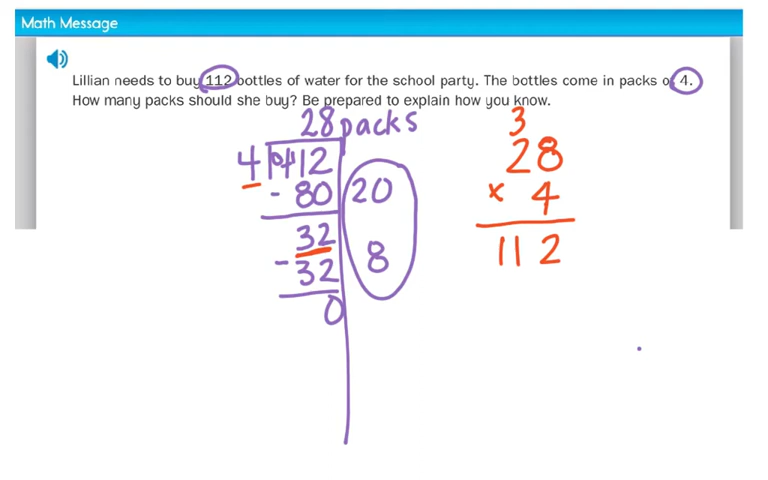 Math Message
Lillian needs to buy 112 bottles of water for the school party. The bottles come in packs of 4.
How many packs should she buy? Be prepared to explain how you know.
28 packs
4 112
- 80 20
32
- 32 8
0
3
28
× 4
112